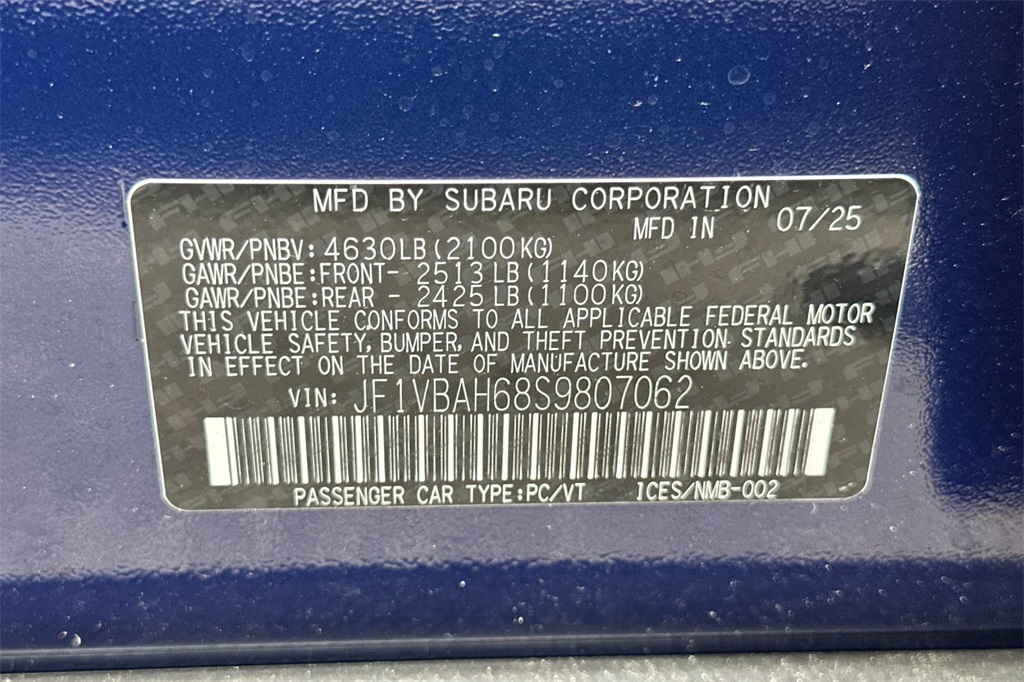 MFD BY SUBARU CORPORATION
MFD IN 07/25
GVWR/PNBV: 4630LB(2100KG)
GAWR/PNBE:FRONT- 2513LB(1140KG)
GAWR/PNBE:REAR - 2425LB(1100KG)
THIS VEHICLE CONFORMS TO ALL APPLICABLE FEDERAL MOTOR
VEHICLE SAFETY, BUMPER, AND THEFT PREVENTION STANDARDS
IN EFFECT ON THE DATE OF MANUFACTURE SHOWN ABOVE.
VIN: JF1VBAH68S9807062
PASSENGER CAR TYPE:PC/VT ICES/NMB-002